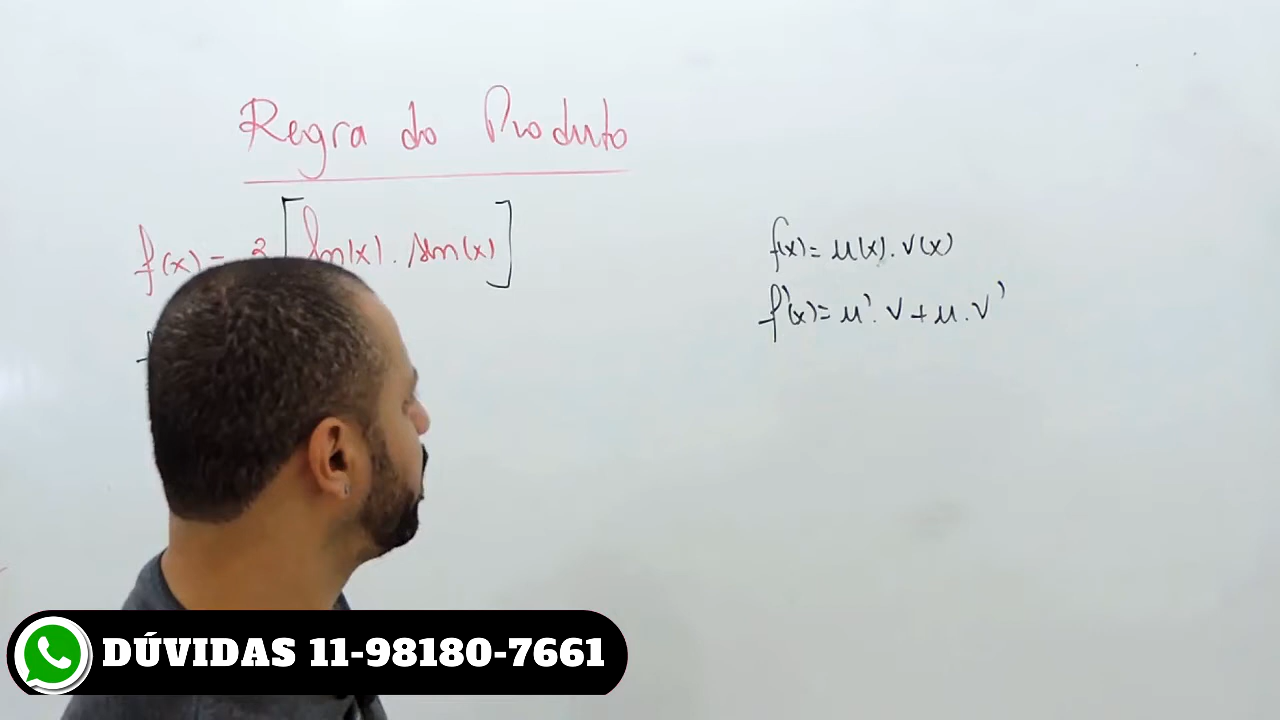 Regra do Produto
f(x) = 2 [ln(x) . sen(x)]
f(x) = μ(x) . v(x)
f'(x) = μ' . v + μ . v'
DÚVIDAS 11-98180-7661